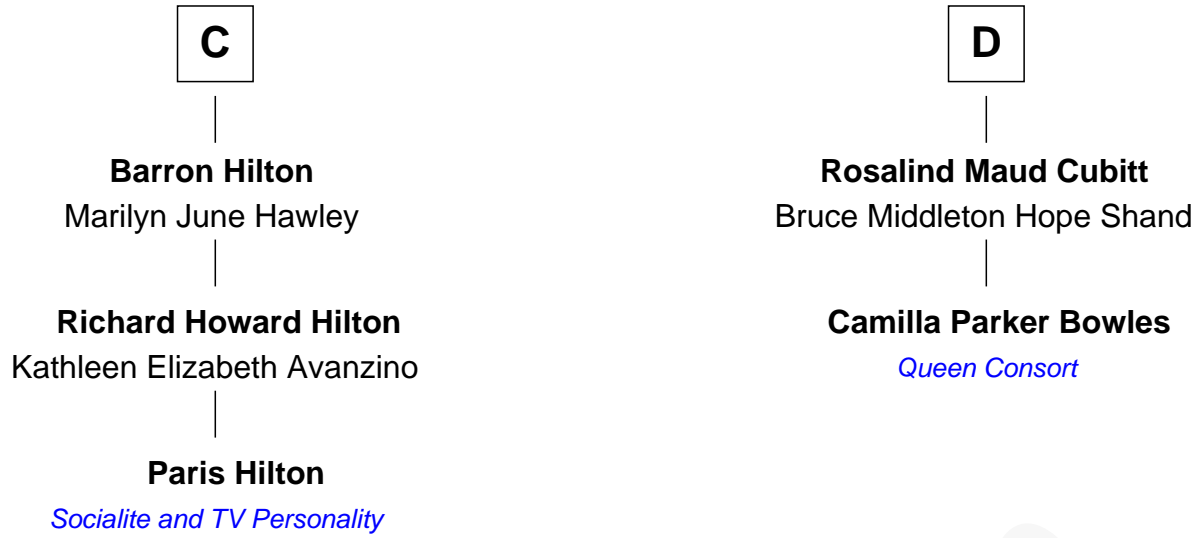 C
Barron Hilton
Marilyn June Hawley
Richard Howard Hilton
Kathleen Elizabeth Avanzino
Paris Hilton
Socialite and TV Personality
D
Rosalind Maud Cubitt
Bruce Middleton Hope Shand
Camilla Parker Bowles
Queen Consort